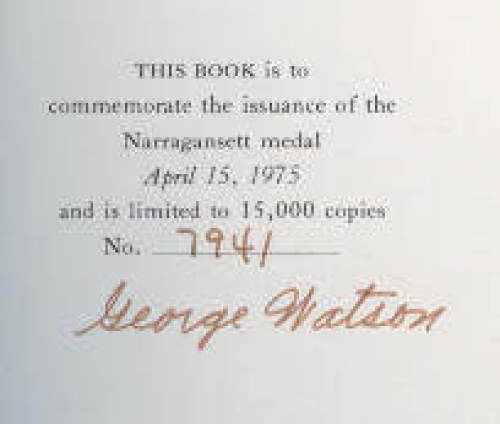 THIS BOOK is to
commemorate the issuance of the
Narragansett medal
April 15, 1975
and is limited to 15,000 copies
No. 7941
George Watson